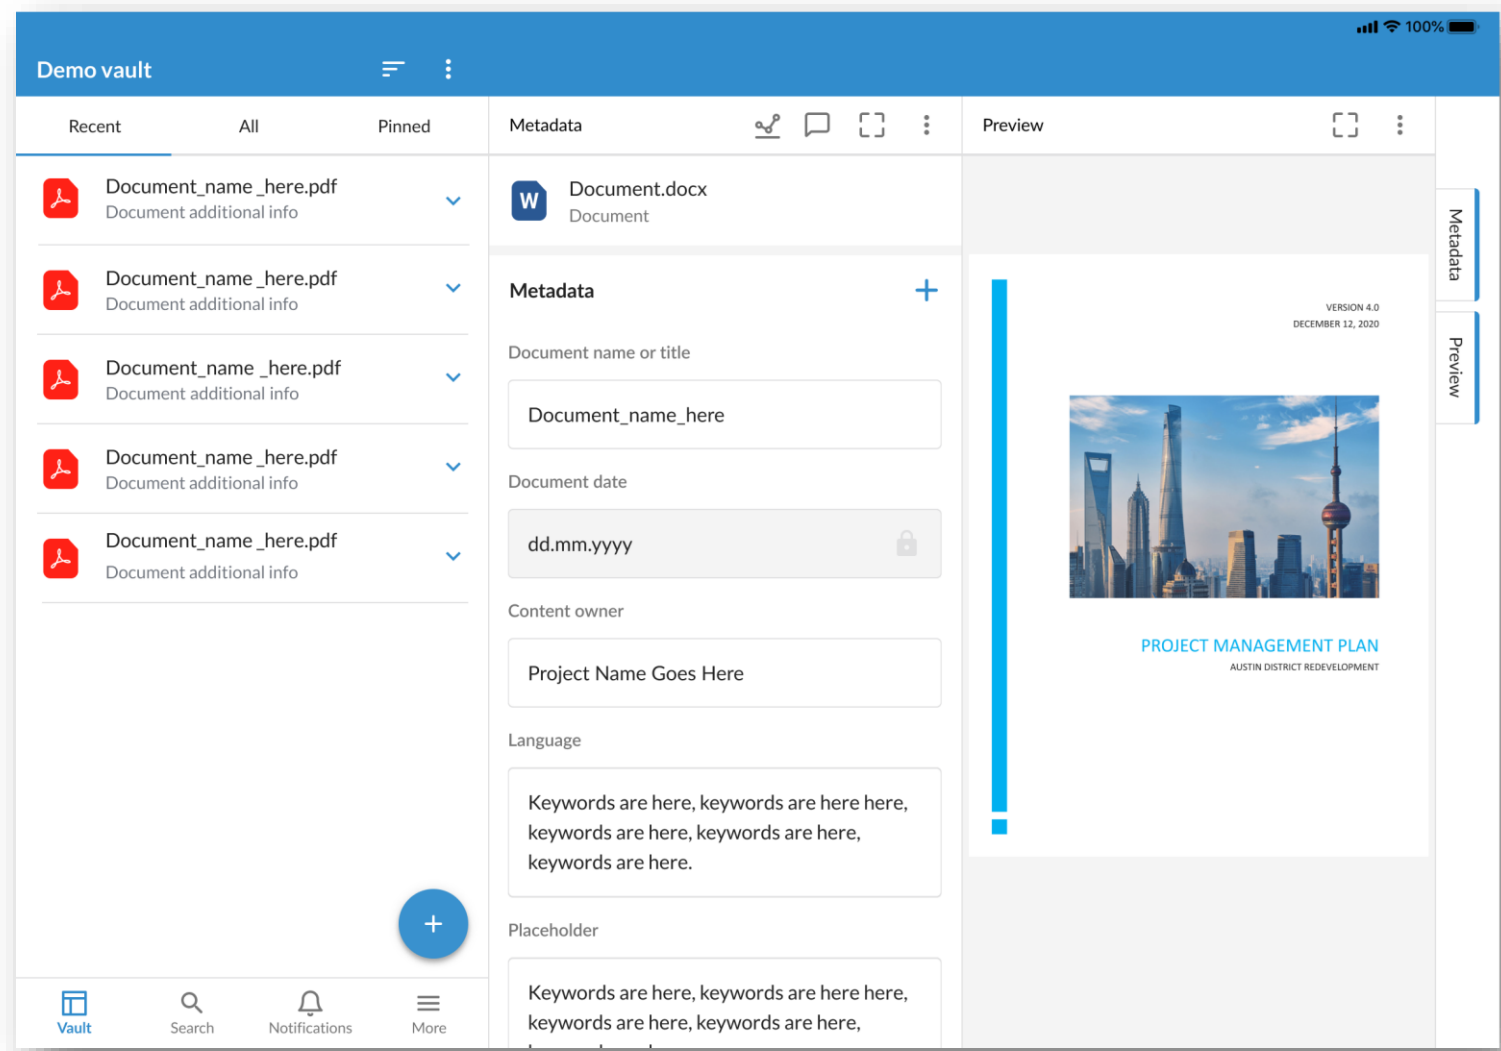 100%
Demo vault
Recent
All
Pinned
Document_name _here.pdf
Document additional info
Document_name _here.pdf
Document additional info
Document_name _here.pdf
Document additional info
Document_name _here.pdf
Document additional info
Document_name _here.pdf
Document additional info
Vault
Search
Notifications
More
Metadata
W
Document.docx
Document
Metadata
Document name or title
Document_name_here
Document date
dd.mm.yyyy
Content owner
Project Name Goes Here
Language
Keywords are here, keywords are here here,
keywords are here, keywords are here,
keywords are here.
Placeholder
Keywords are here, keywords are here here,
keywords are here, keywords are here,
Preview
VERSION 4.0
DECEMBER 12, 2020
PROJECT MANAGEMENT PLAN
AUSTIN DISTRICT REDEVELOPMENT
Metadata
Preview